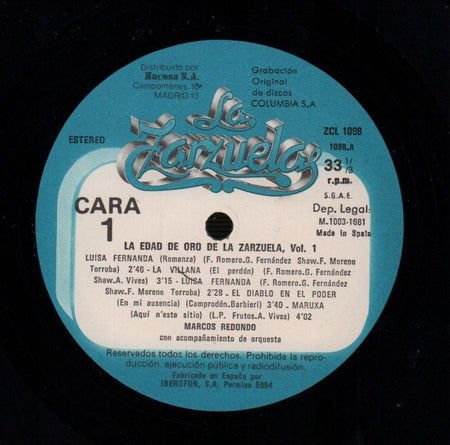 Distribuido por
Nacosa S.A.
Campomanes. 10
MADRID 13
Grabación
Original
de discos
COLUMBIA S,A.
La
Zarzuela
ESTEREO
ZCL 1098
1098.A
33 1/3
r.p.m.
S.G.A.E.
Dep. Legal:
M.1003-1981
Made in Spain
CARA
1
LA EDAD DE ORO DE LA ZARZUELA, Vol. 1
LUISA FERNANDA (Romanza) (F. Romero.G. Fernández Shaw.F. Moreno
Torroba) 2'46-LA VILLANA (El perdón) (F. Romero.G. Fernández
Shaw.A. Vives) 3'15-LUISA FERNANDA (F. Romero.G. Fernández
Shaw.F. Moreno Torroba) 2'28-EL DIABLO EN EL PODER
(En mi ausencia) (Camprodón.Barbieri) 3'40-MARUXA
(Aquí n'este sitio) (L.P. Frutos.A. Vives) 4'02
MARCOS REDONDO
con acompañamiento de orquesta
Reservados todos los derechos. Prohibida la repro-
ducción, ejecución pública y radiodifusión.
Fabricado en España por
IBEROFON, S.A. Permiso 5854